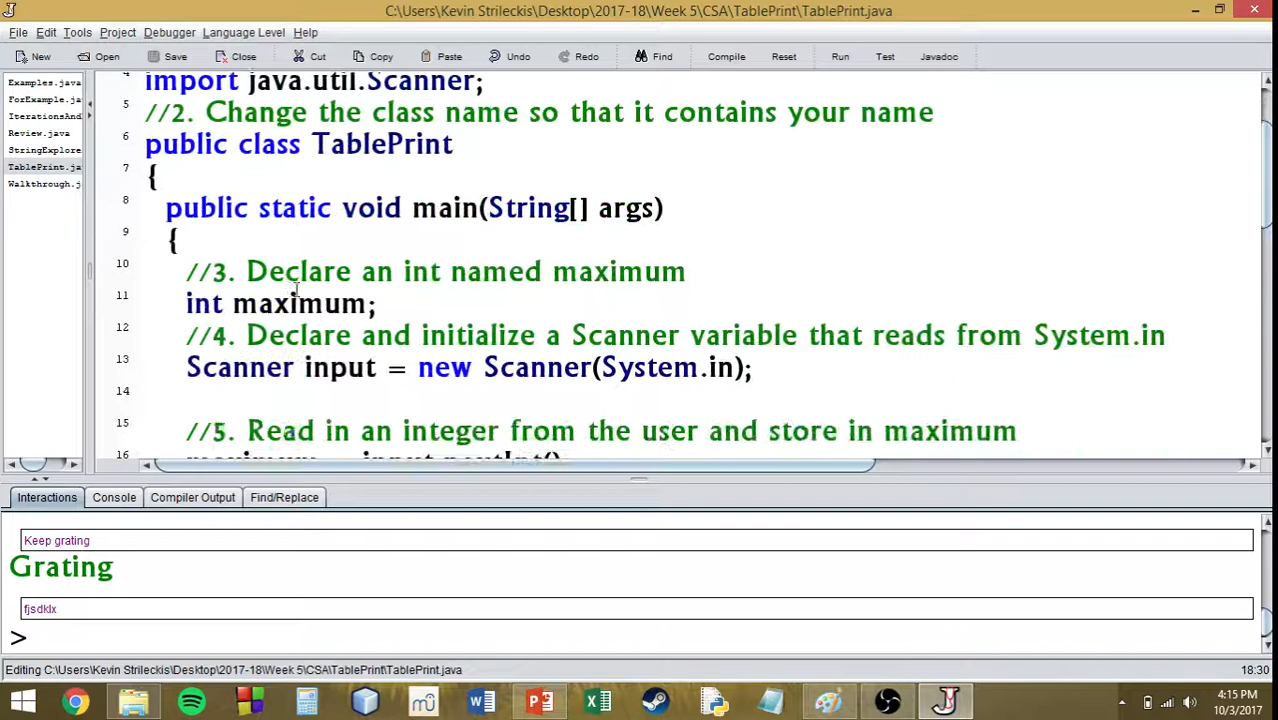 C:\Users\Kevin Strileckis\Desktop\2017-18\Week 5\CSA\TablePrint\TablePrint.java
File Edit Tools Project Debugger Language Level Help
New Open Save Close Cut Copy Paste Undo Redo Find Compile Reset Run Test Javadoc
Examples.java
ForExample.ja
IterationsAnd
Review.java
StringExplore
TablePrint.ja
Walkthrough.j
4 import java.util.Scanner;
5 //2. Change the class name so that it contains your name
6 public class TablePrint
7 {
8 public static void main(String[] args)
9 {
10 //3. Declare an int named maximum
11 int maximum;
12 //4. Declare and initialize a Scanner variable that reads from System.in
13 Scanner input = new Scanner(System.in);
14
15 //5. Read in an integer from the user and store in maximum
16 maximum = input.nextInt()
Interactions Console Compiler Output Find/Replace
Keep grating
Grating
fjsdklx
>
Editing C:\Users\Kevin Strileckis\Desktop\2017-18\Week 5\CSA\TablePrint\TablePrint.java 18:30
4:15 PM
10/3/2017